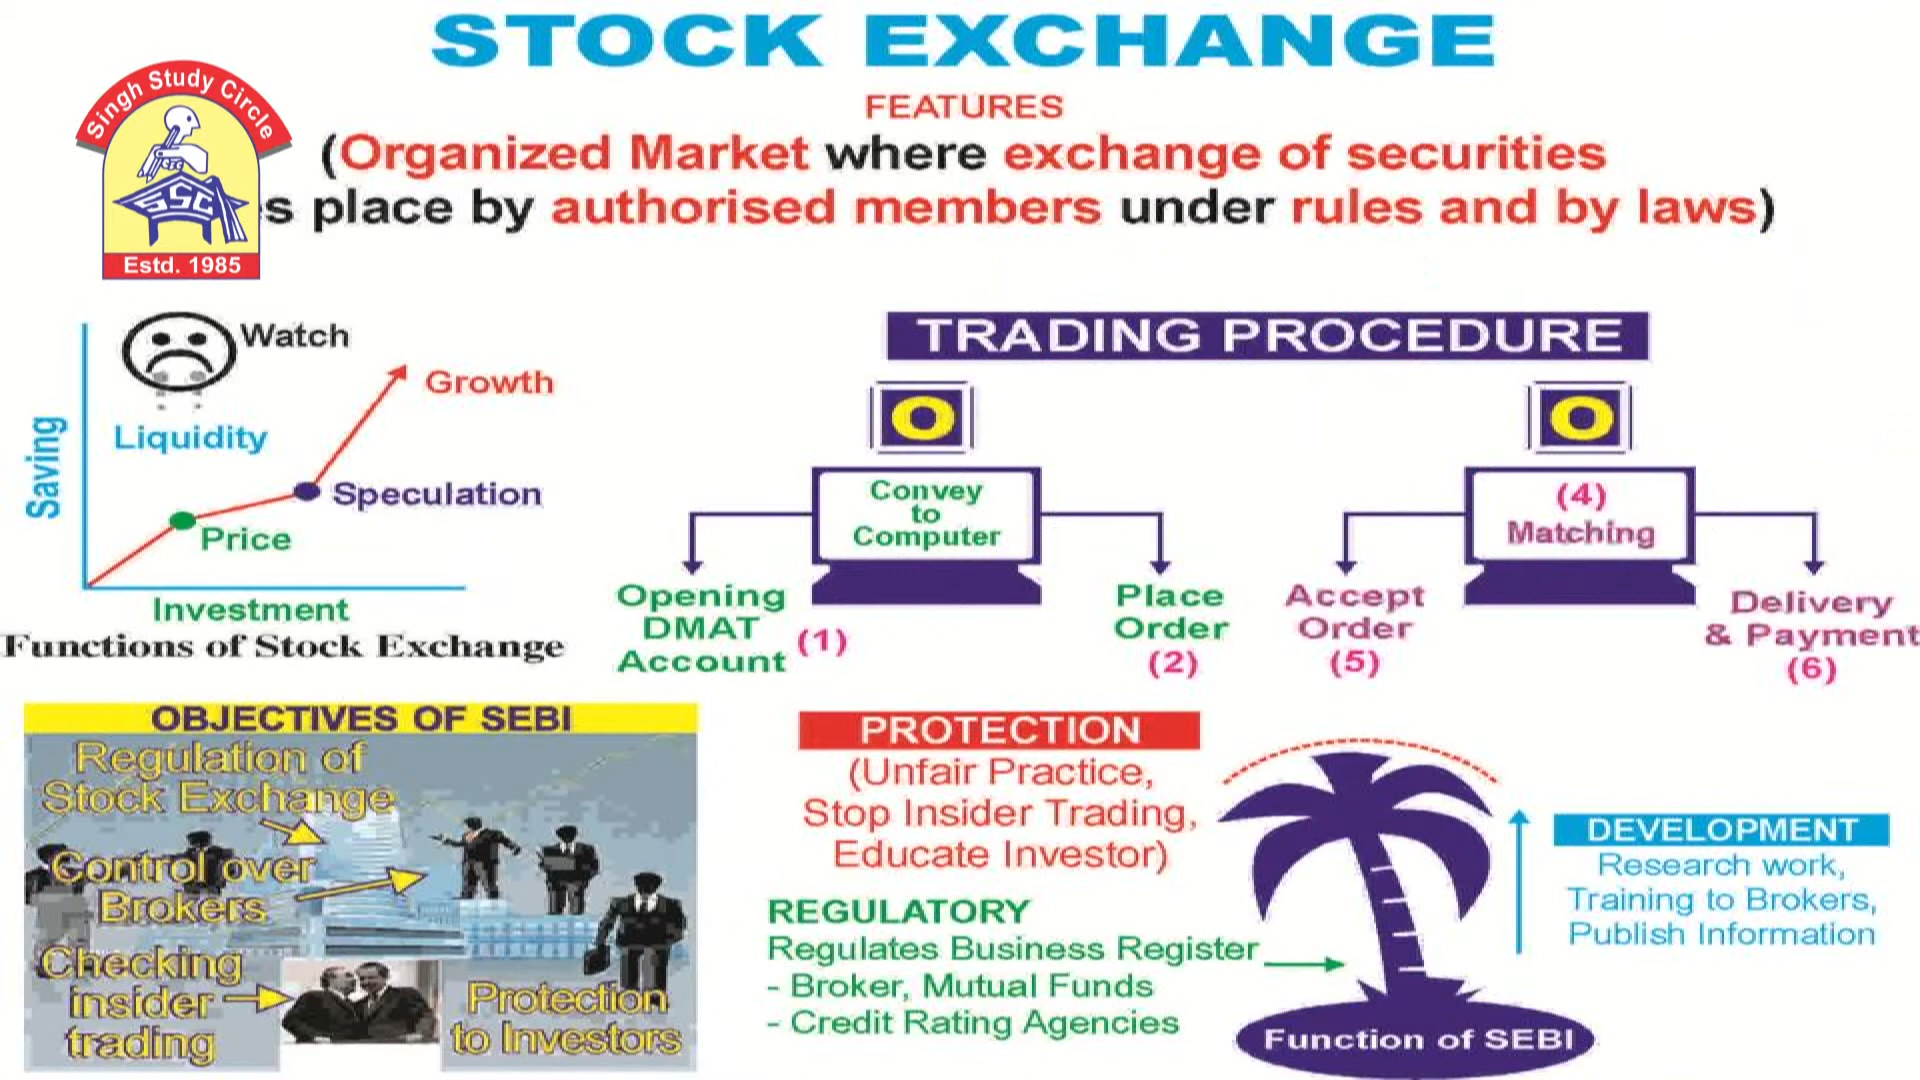 STOCK EXCHANGE
FEATURES
(Organized Market where exchange of securities
es place by authorised members under rules and by laws)
Singh Study Circle
SSC
Estd. 1985
Watch
Growth
Liquidity
Saving
Speculation
Price
Investment
Functions of Stock Exchange
TRADING PROCEDURE
O
Convey
to
Computer
Opening
DMAT
Account
(1)
Place
Order
(2)
O
(4)
Matching
Accept
Order
(5)
Delivery
& Payment
(6)
OBJECTIVES OF SEBI
Regulation of
Stock Exchange
Control over
Brokers
Checking
insider
trading
Protection
to Investors
PROTECTION
(Unfair Practice,
Stop Insider Trading,
Educate Investor)
REGULATORY
Regulates Business Register
- Broker, Mutual Funds
- Credit Rating Agencies
DEVELOPMENT
Research work,
Training to Brokers,
Publish Information
Function of SEBI